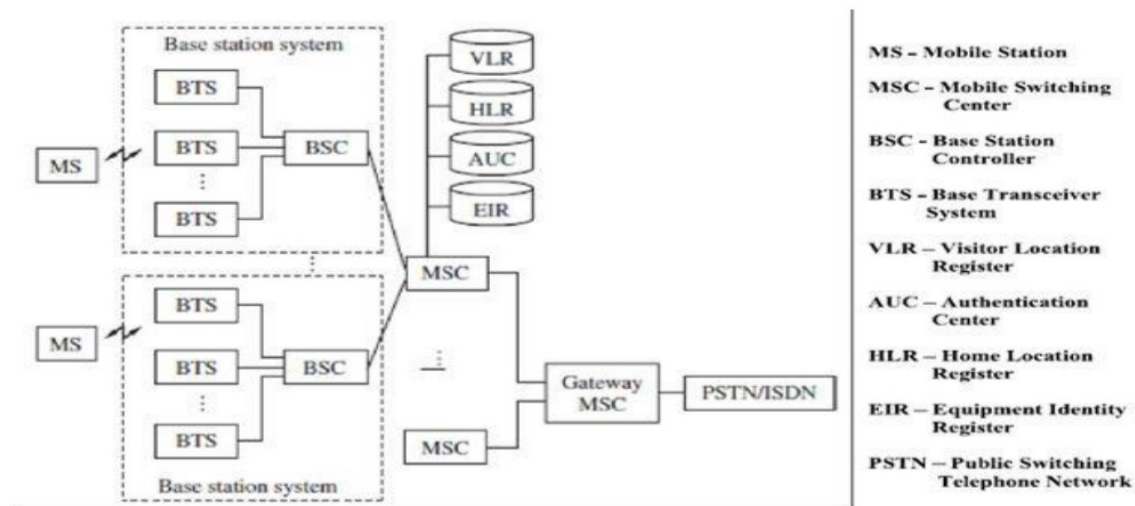 Base station system
BTS
BTS
BTS
BSC
MS
VLR
HLR
AUC
EIR
MSC
BTS
BTS
BTS
BSC
MS
Base station system
MSC
Gateway
MSC
PSTN/ISDN
MS - Mobile Station
MSC – Mobile Switching
Center
BSC - Base Station
Controller
BTS - Base Transceiver
System
VLR – Visitor Location
Register
AUC – Authentication
Center
HLR – Home Location
Register
EIR – Equipment Identity
Register
PSTN – Public Switching
Telephone Network